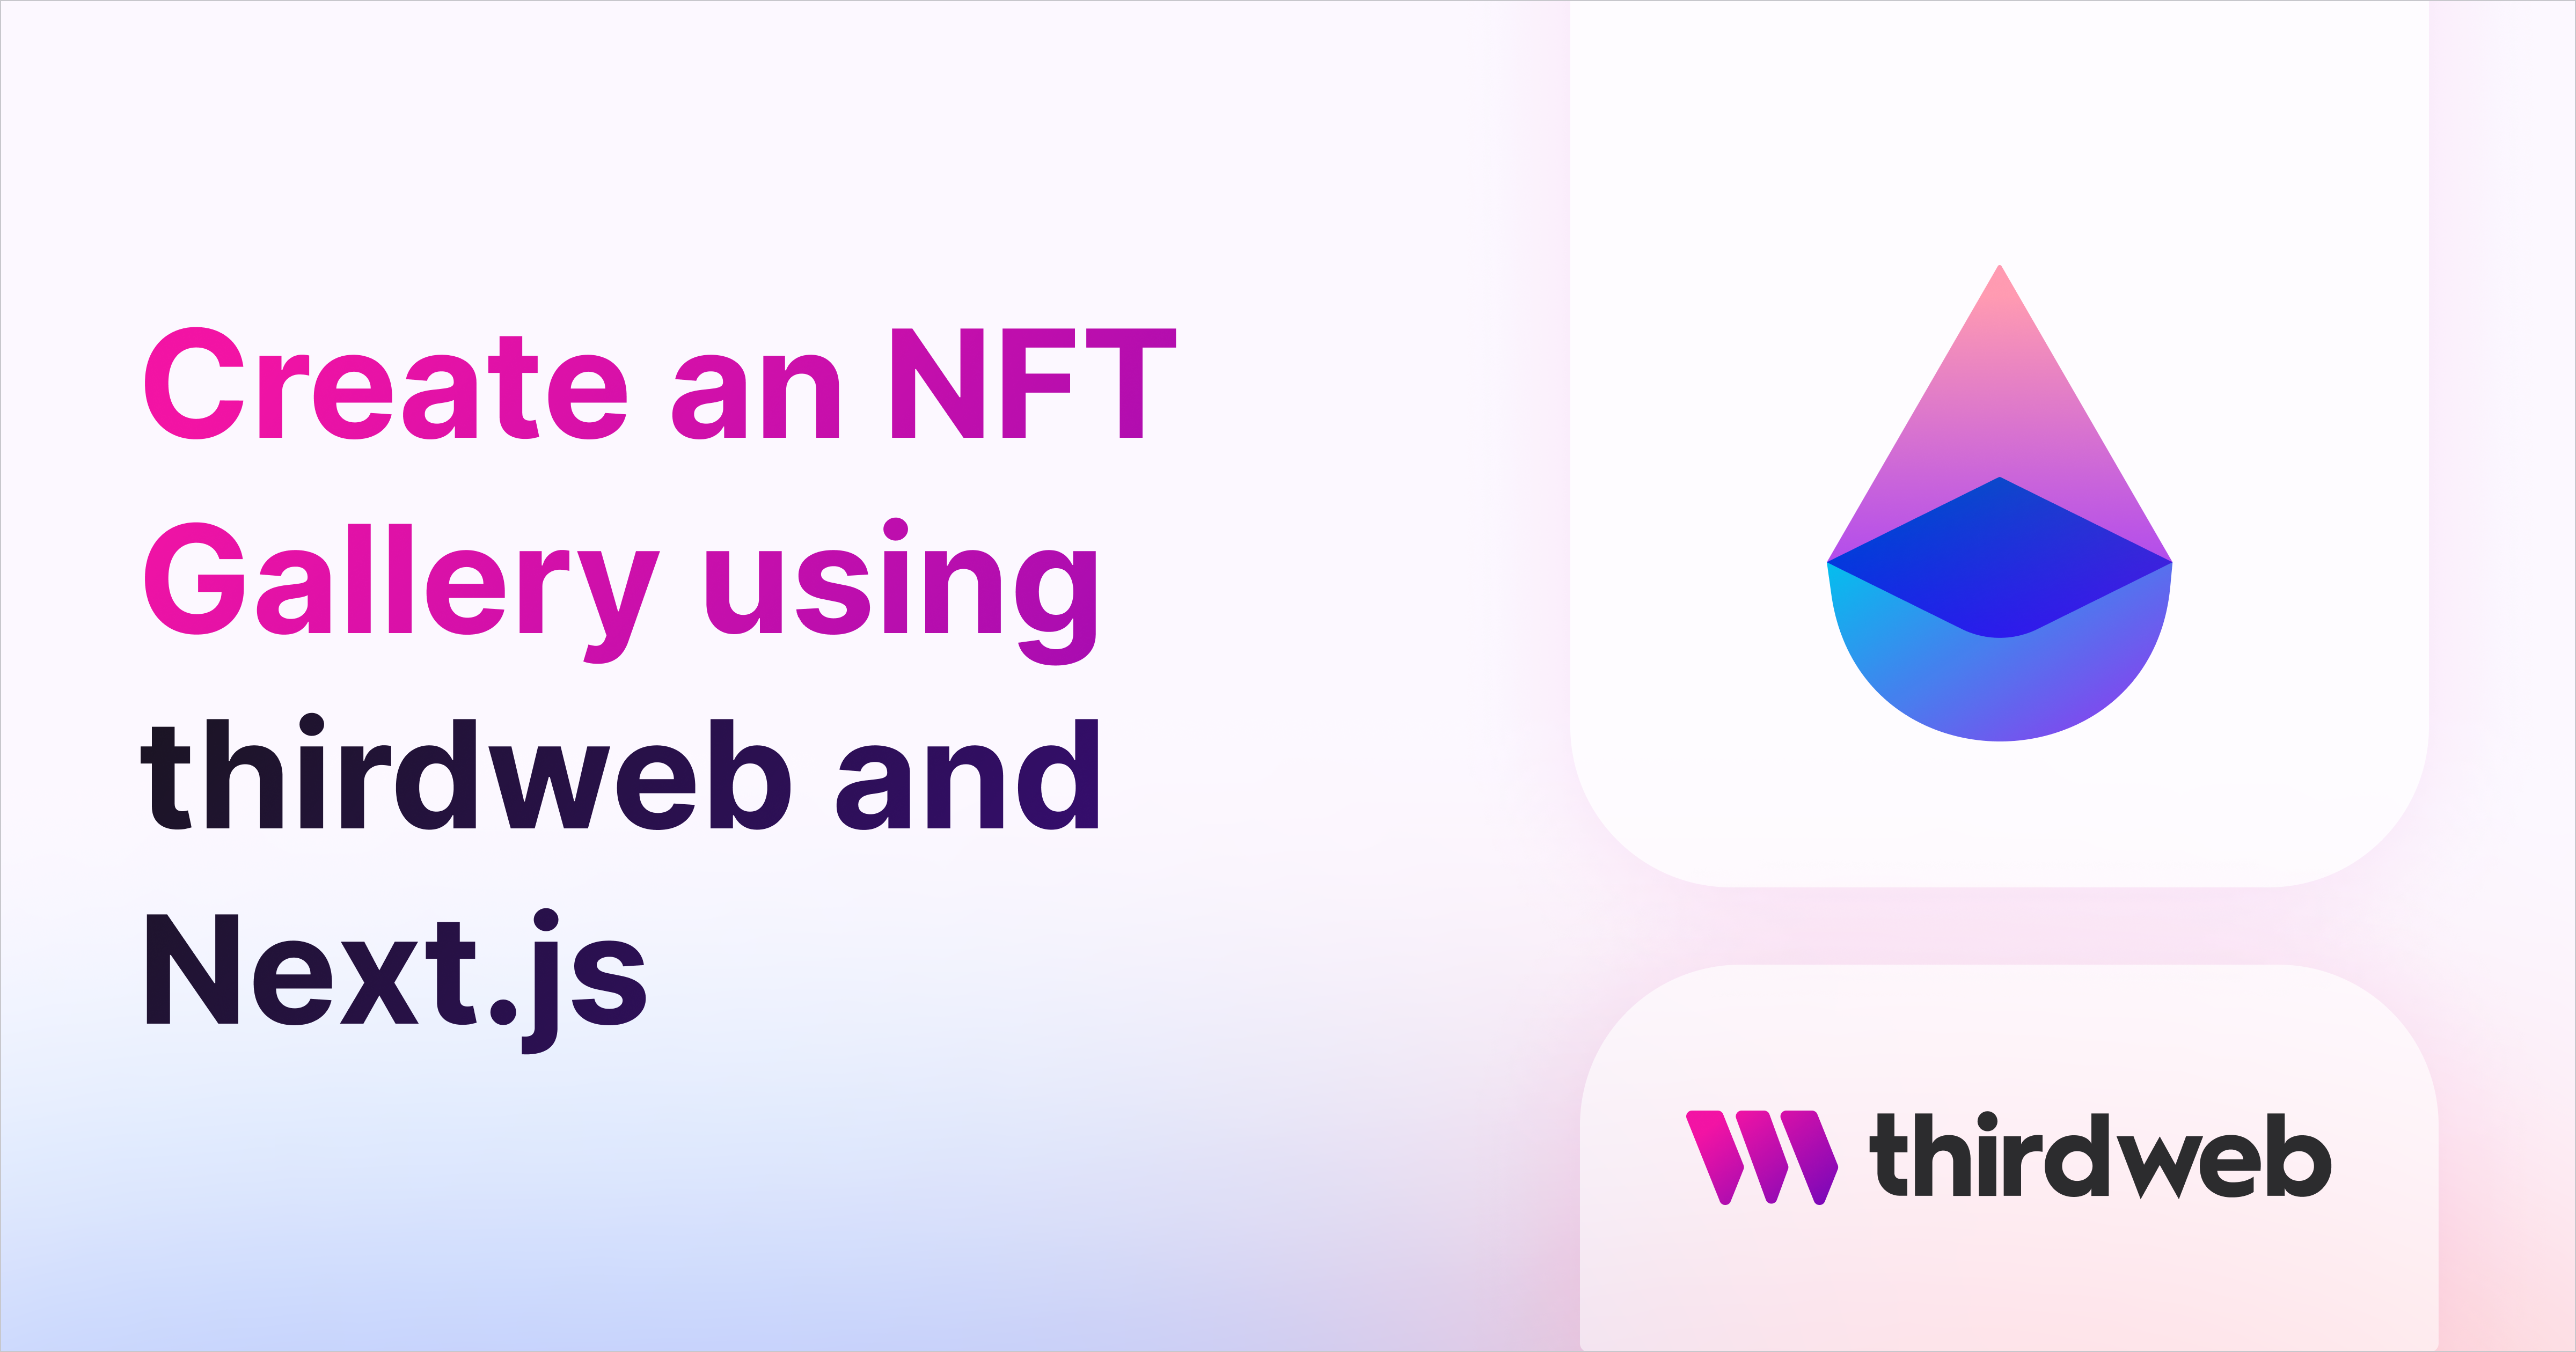 Create an NFT
Gallery using
thirdweb and
Next.js
thirdweb